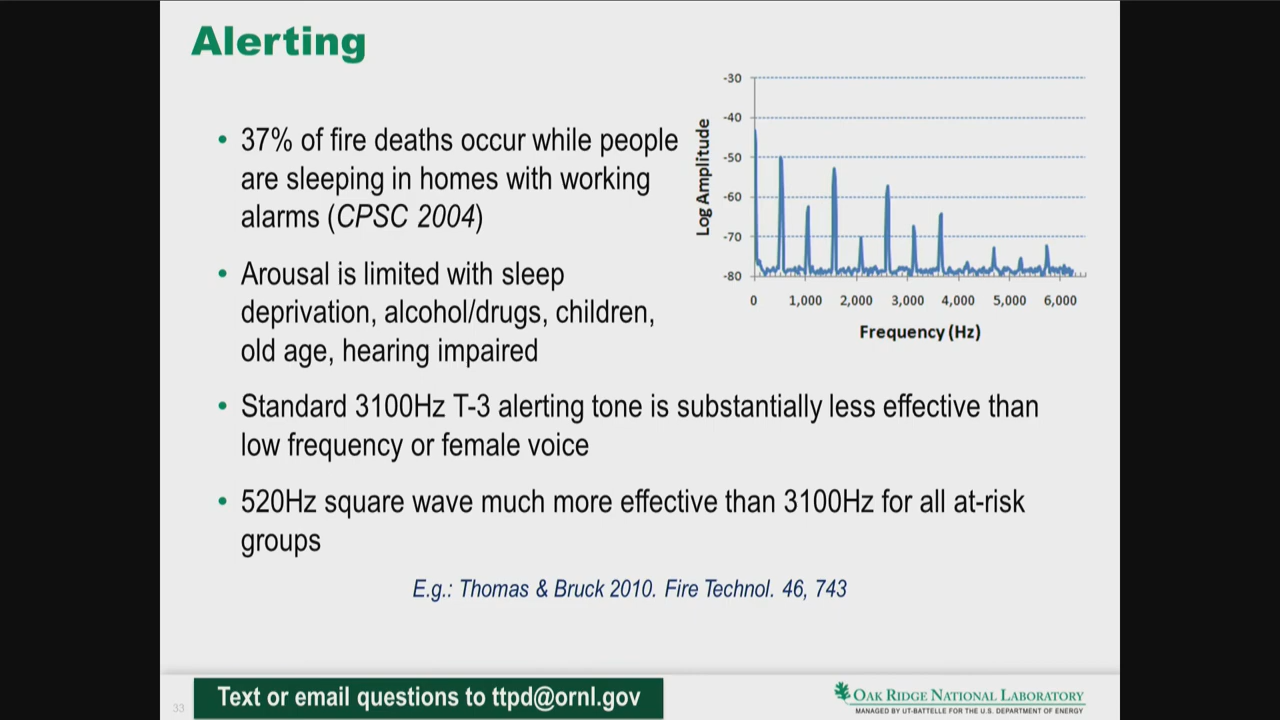 Alerting
• 37% of fire deaths occur while people
are sleeping in homes with working
alarms (CPSC 2004)
• Arousal is limited with sleep
deprivation, alcohol/drugs, children,
old age, hearing impaired
• Standard 3100Hz T-3 alerting tone is substantially less effective than
low frequency or female voice
• 520Hz square wave much more effective than 3100Hz for all at-risk
groups
E.g.: Thomas & Bruck 2010. Fire Technol. 46, 743
Log Amplitude
-30
-40
-50
-60
-70
-80
0 1,000 2,000 3,000 4,000 5,000 6,000
Frequency (Hz)
33
Text or email questions to ttpd@ornl.gov
OAK RIDGE NATIONAL LABORATORY
MANAGED BY UT-BATTELLE FOR THE U.S. DEPARTMENT OF ENERGY